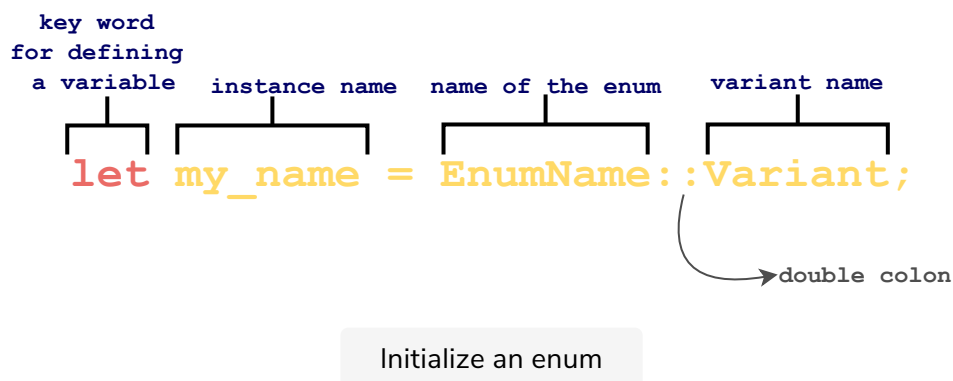 key word
for defining
a variable
instance name
name of the enum
variant name
let my_name = EnumName::Variant;
double colon
Initialize an enum